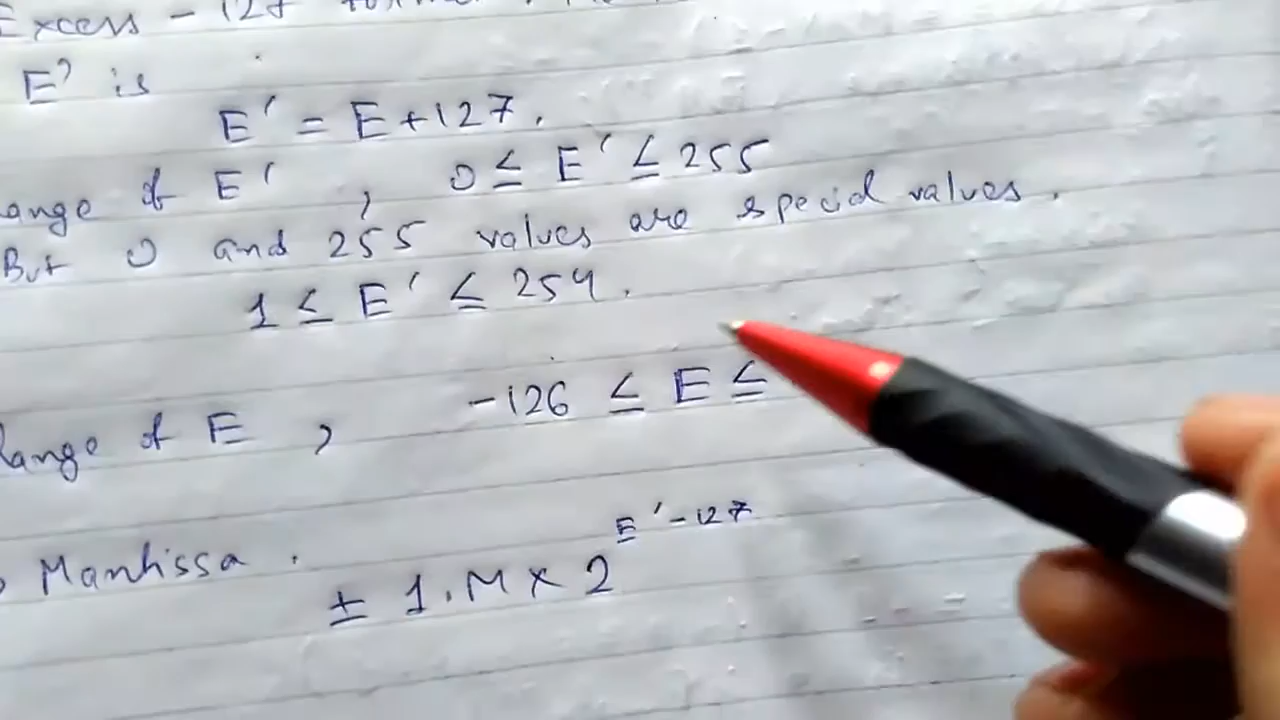 Excess - 127
E' is
E' = E + 127.
ange of E' , 0 ≤ E' ≤ 255
But 0 and 255 values are special values.
1 ≤ E' ≤ 254.
Range of E , -126 ≤ E ≤
Mantissa .
± 1.M × 2^E'-127